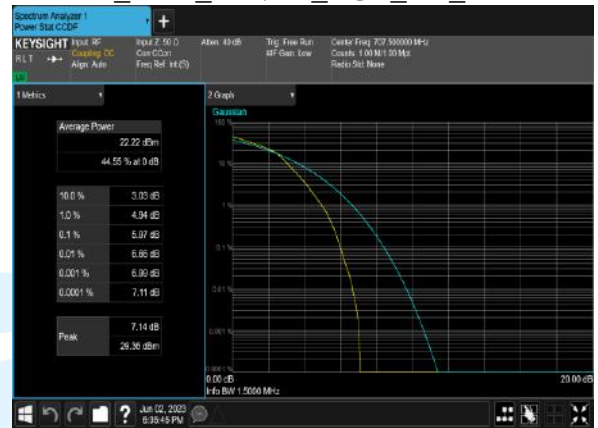 Spectrum Analyzer 1
Power Stat CCDF
KEYSIGHT Input: RF
Coupling: DC
Align: Auto
Input Z: 50 Ω
Corr CCorr
Freq Ref: Int (S)
Atten: 40 dB
Trig: Free Run
#IF Gain: Low
Center Freq: 707.500000 MHz
Counts: 1.00 M/1.00 Mpt
Radio Std: None
RLT
1 Metrics
Average Power
22.22 dBm
44.55 % at 0 dB
10.0 % 3.03 dB
1.0 % 4.94 dB
0.1 % 5.97 dB
0.01 % 6.66 dB
0.001 % 6.99 dB
0.0001 % 7.11 dB
Peak
7.14 dB
29.36 dBm
2 Graph
Gaussian
100 %
10 %
1 %
0.1 %
0.01 %
0.001 %
0.0001 %
0.00 dB
20.00 dB
Info BW 1.5000 MHz
Jun 02, 2023
6:35:45 PM